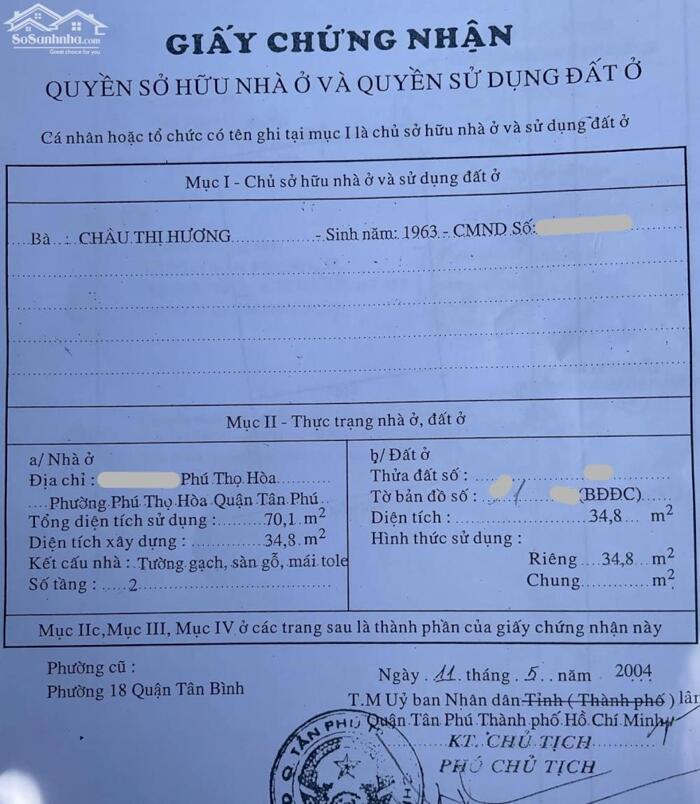 SoSanhnha.com
Great choice for you
GIẤY CHỨNG NHẬN
QUYỀN SỞ HỮU NHÀ Ở VÀ QUYỀN SỬ DỤNG ĐẤT Ở
Cá nhân hoặc tổ chức có tên ghi tại mục I là chủ sở hữu nhà ở và sử dụng đất ở
Mục I - Chủ sở hữu nhà ở và sử dụng đất ở
Bà : CHÂU THỊ HƯƠNG - Sinh năm: 1963 - CMND Số:
Mục II - Thực trạng nhà ở, đất ở
a/ Nhà ở
Địa chỉ : Phú Thọ Hòa
Phường Phú Thọ Hòa Quận Tân Phú
Tổng diện tích sử dụng : 70,1 m2
Diện tích xây dựng : 34,8 m2
Kết cấu nhà : Tường gạch, sàn gỗ, mái tole
Số tầng : 2
b/ Đất ở
Thửa đất số :
Tờ bản đồ số : (BĐĐC)
Diện tích : 34,8 m2
Hình thức sử dụng :
Riêng 34,8 m2
Chung m2
Mục IIc, Mục III, Mục IV ở các trang sau là thành phần của giấy chứng nhận này
Phường cũ :
Phường 18 Quận Tân Bình
Ngày 11 tháng 5 năm 2004
T.M Uỷ ban Nhân dân Tỉnh ( Thành phố ) lân
Quận Tân Phú Thành phố Hồ Chí Minh
KT. CHỦ TỊCH
PHÓ CHỦ TỊCH
Q. TÂN PHÚ